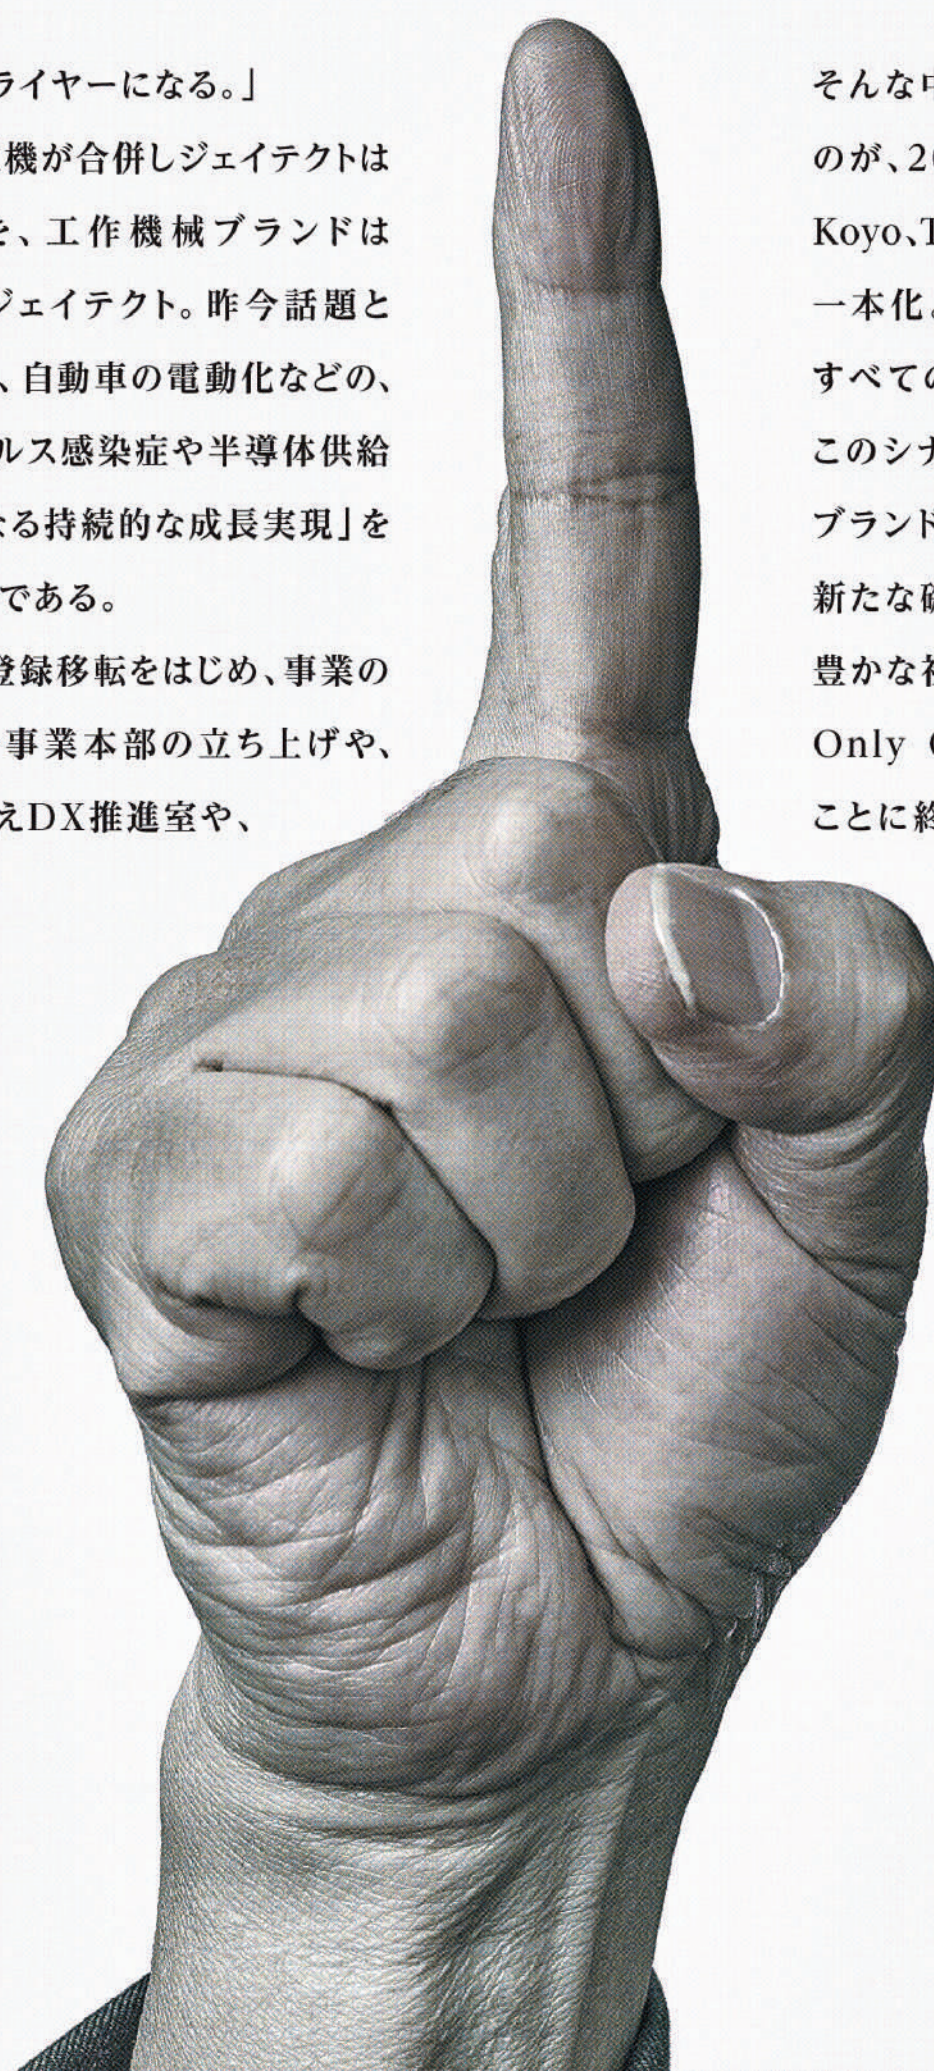 ライヤーになる。」
機が合併しジェイテクトは
、工作機械ブランドは
ジェイテクト。昨今話題と
、自動車の電動化などの、
ルス感染症や半導体供給
なる持続的な成長実現」を
である。
登録移転をはじめ、事業の
事業本部の立ち上げや、
えDX推進室や、
そんな中
のが、20
Koyo、T
一本化。
すべての
このシナ
ブランド
新たな
豊かな
Only
ことに終